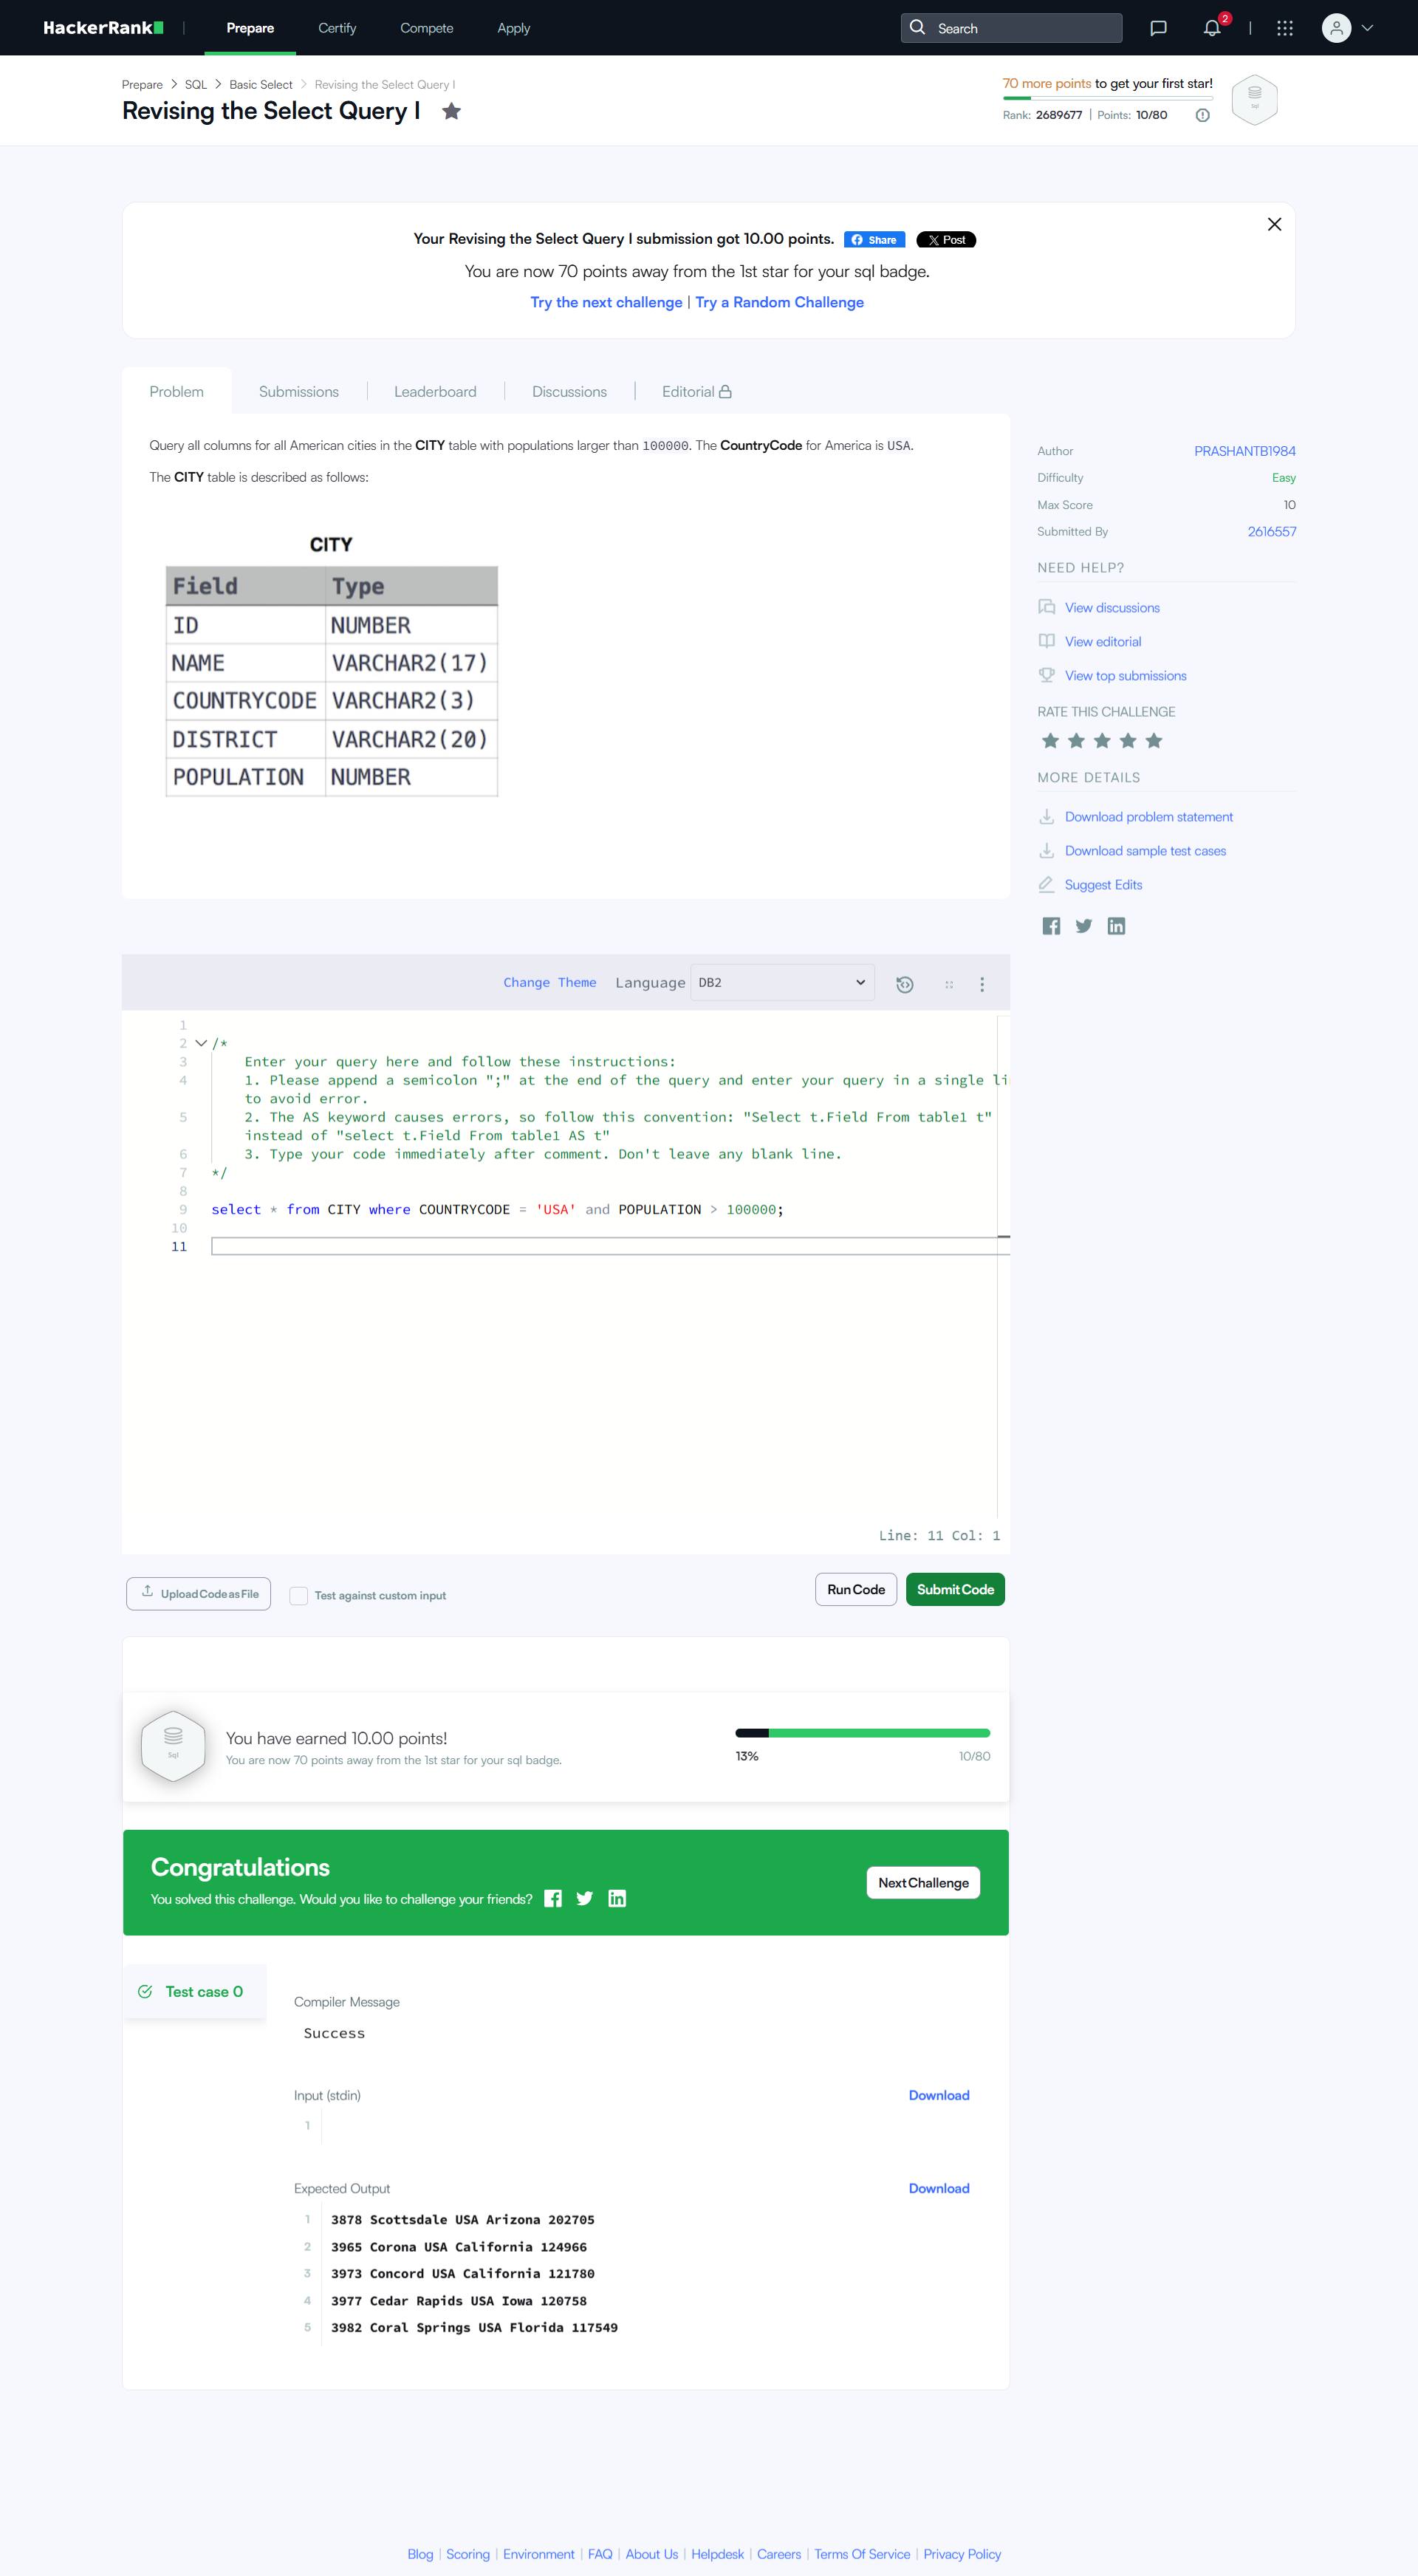 HackerRank
Prepare
Certify
Compete
Apply
Search
2
Prepare > SQL > Basic Select > Revising the Select Query I
Revising the Select Query I
70 more points to get your first star!
Rank: 2689677 | Points: 10/80
Sql
Your Revising the Select Query I submission got 10.00 points. Share Post
You are now 70 points away from the 1st star for your sql badge.
Try the next challenge | Try a Random Challenge
Problem
Submissions
Leaderboard
Discussions
Editorial
Query all columns for all American cities in the CITY table with populations larger than 100000. The CountryCode for America is USA.
The CITY table is described as follows:
CITY
Field Type
ID NUMBER
NAME VARCHAR2(17)
COUNTRYCODE VARCHAR2(3)
DISTRICT VARCHAR2(20)
POPULATION NUMBER
Author PRASHANTB1984
Difficulty Easy
Max Score 10
Submitted By 2616557
NEED HELP?
View discussions
View editorial
View top submissions
RATE THIS CHALLENGE
MORE DETAILS
Download problem statement
Download sample test cases
Suggest Edits
Change Theme Language DB2
1
2 /*
3 Enter your query here and follow these instructions:
4 1. Please append a semicolon ";" at the end of the query and enter your query in a single li
to avoid error.
5 2. The AS keyword causes errors, so follow this convention: "Select t.Field From table1 t"
instead of "select t.Field From table1 AS t"
6 3. Type your code immediately after comment. Don't leave any blank line.
7 */
8
9 select * from CITY where COUNTRYCODE = 'USA' and POPULATION > 100000;
10
11
Line: 11 Col: 1
Upload Code as File
Test against custom input
Run Code
Submit Code
Sql
You have earned 10.00 points!
You are now 70 points away from the 1st star for your sql badge.
13% 10/80
Congratulations
You solved this challenge. Would you like to challenge your friends?
Next Challenge
Test case 0
Compiler Message
Success
Input (stdin) Download
1
Expected Output Download
1 3878 Scottsdale USA Arizona 202705
2 3965 Corona USA California 124966
3 3973 Concord USA California 121780
4 3977 Cedar Rapids USA Iowa 120758
5 3982 Coral Springs USA Florida 117549
Blog | Scoring | Environment | FAQ | About Us | Helpdesk | Careers | Terms Of Service | Privacy Policy